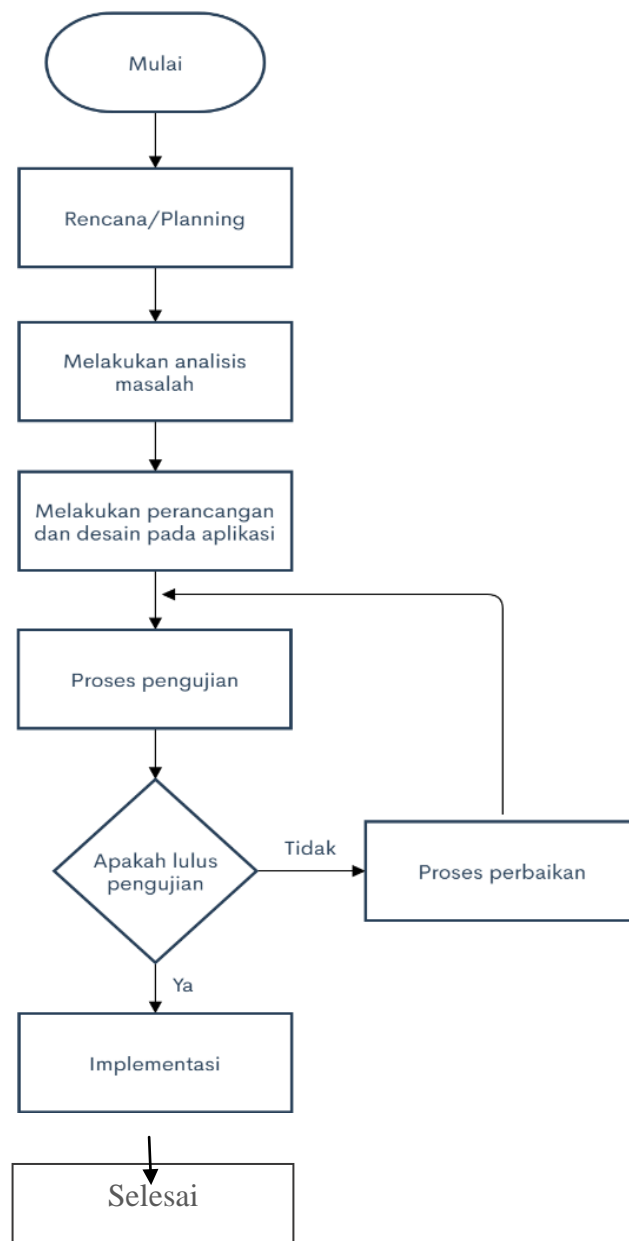 Mulai
Rencana/Planning
Melakukan analisis
masalah
Melakukan perancangan
dan desain pada aplikasi
Proses pengujian
Apakah lulus
pengujian
Tidak
Proses perbaikan
Ya
Implementasi
Selesai